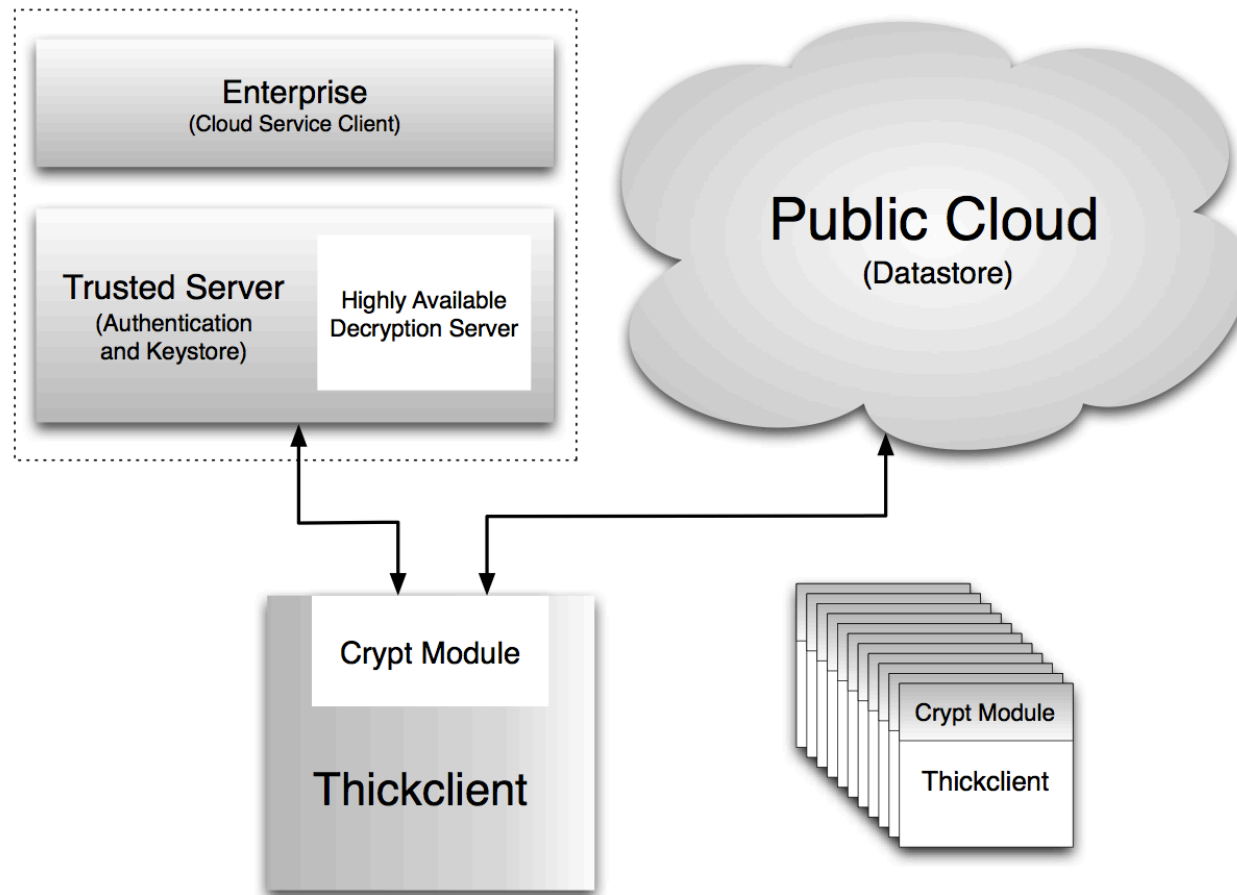 Enterprise
(Cloud Service Client)
Trusted Server
(Authentication
and Keystore)
Highly Available
Decryption Server
Public Cloud
(Datastore)
Crypt Module
Thickclient
Crypt Module
Thickclient